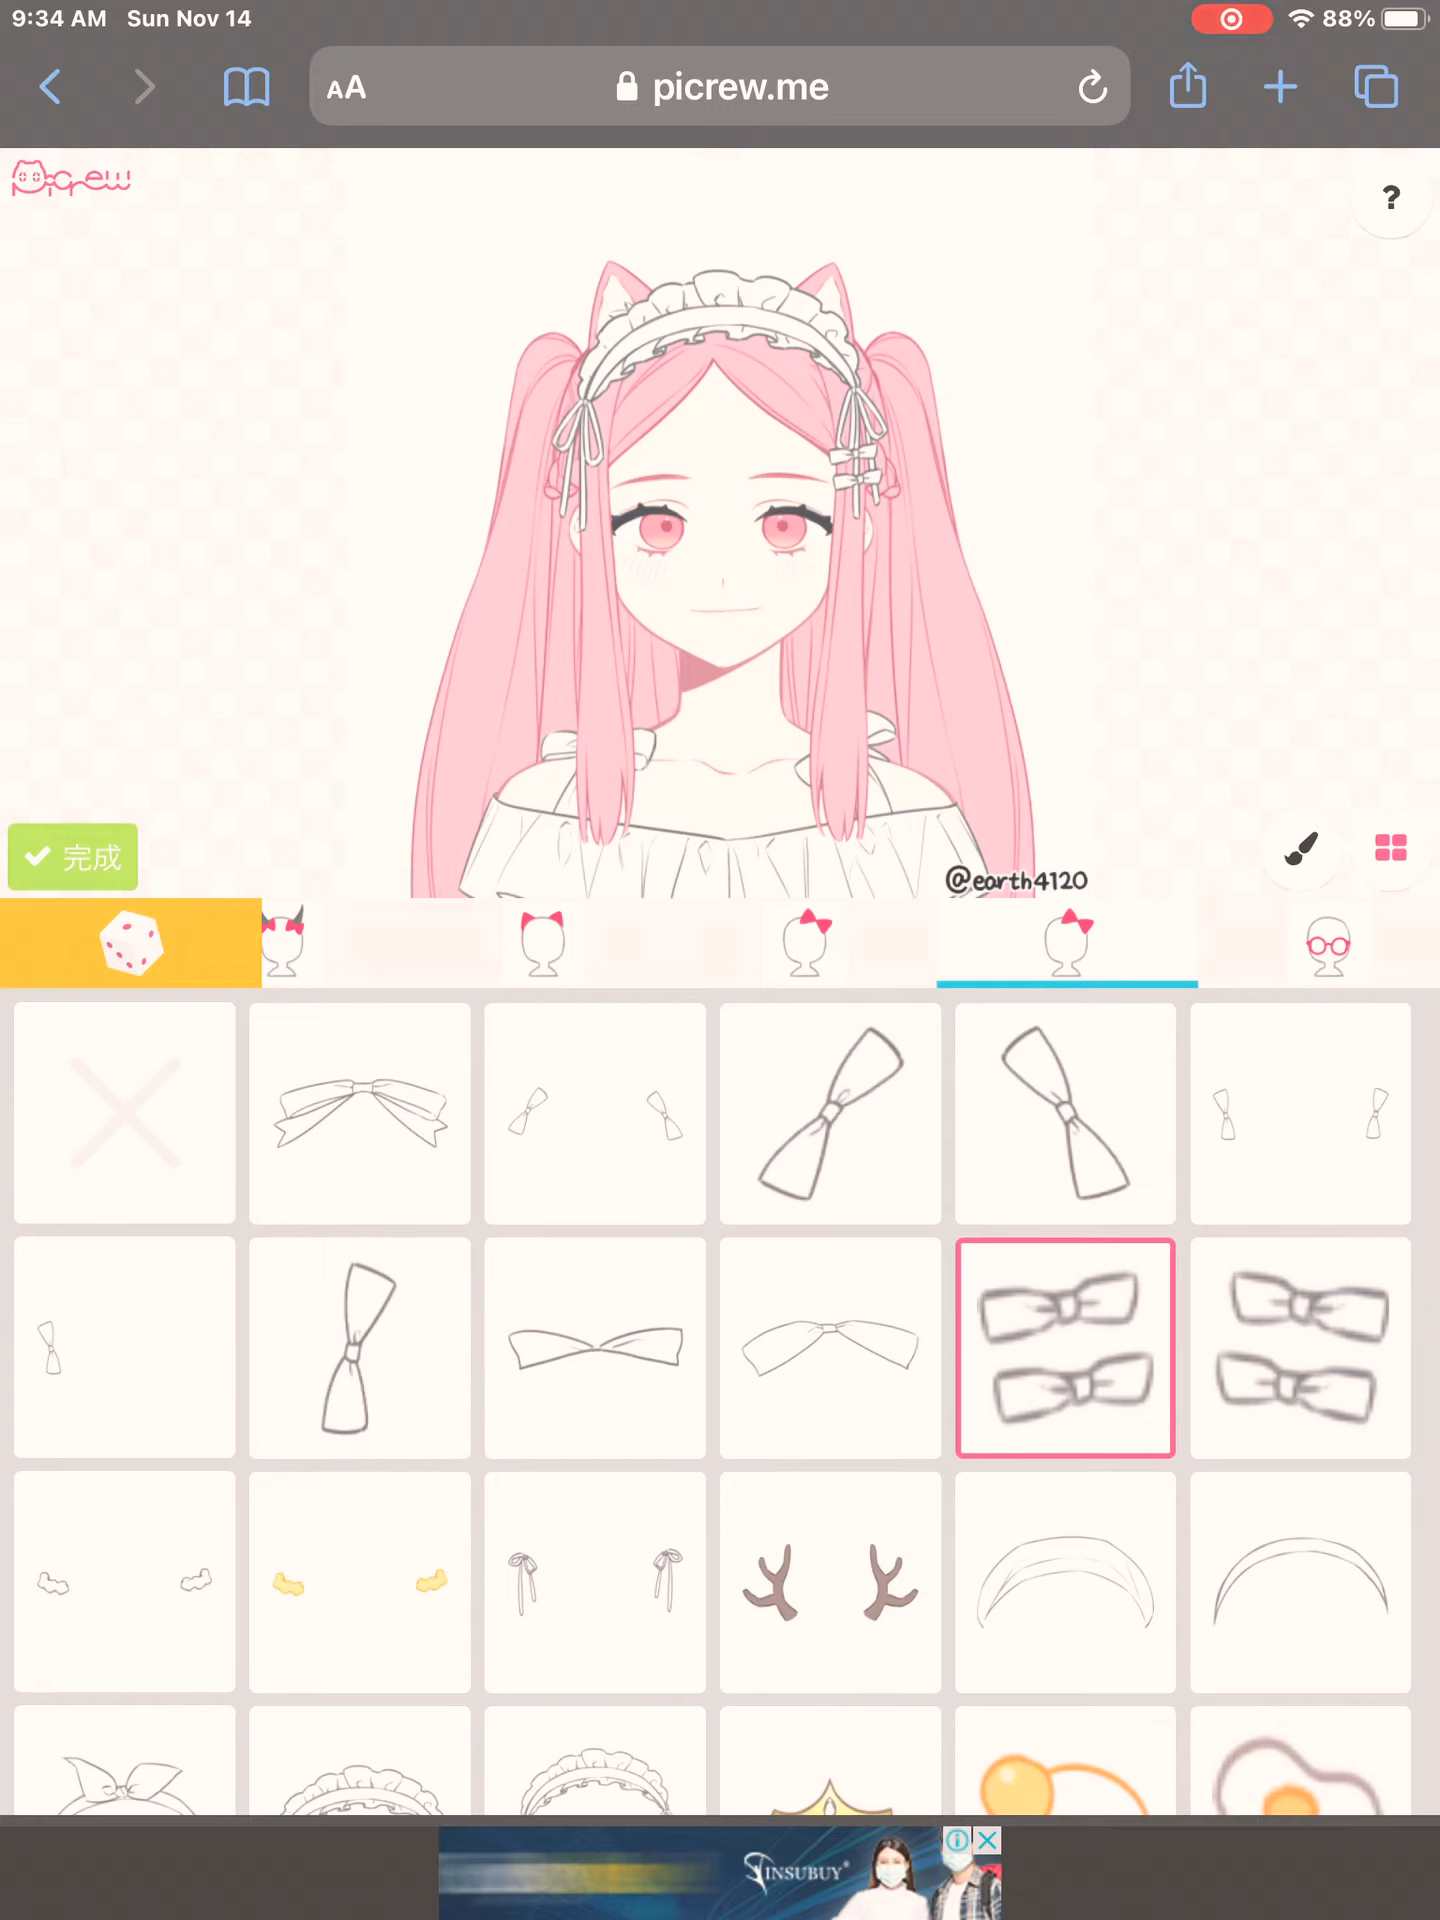 9:34 AM Sun Nov 14
88%
AA
picrew.me
Picrew
?
完成
@earth4120
INSUBUY®